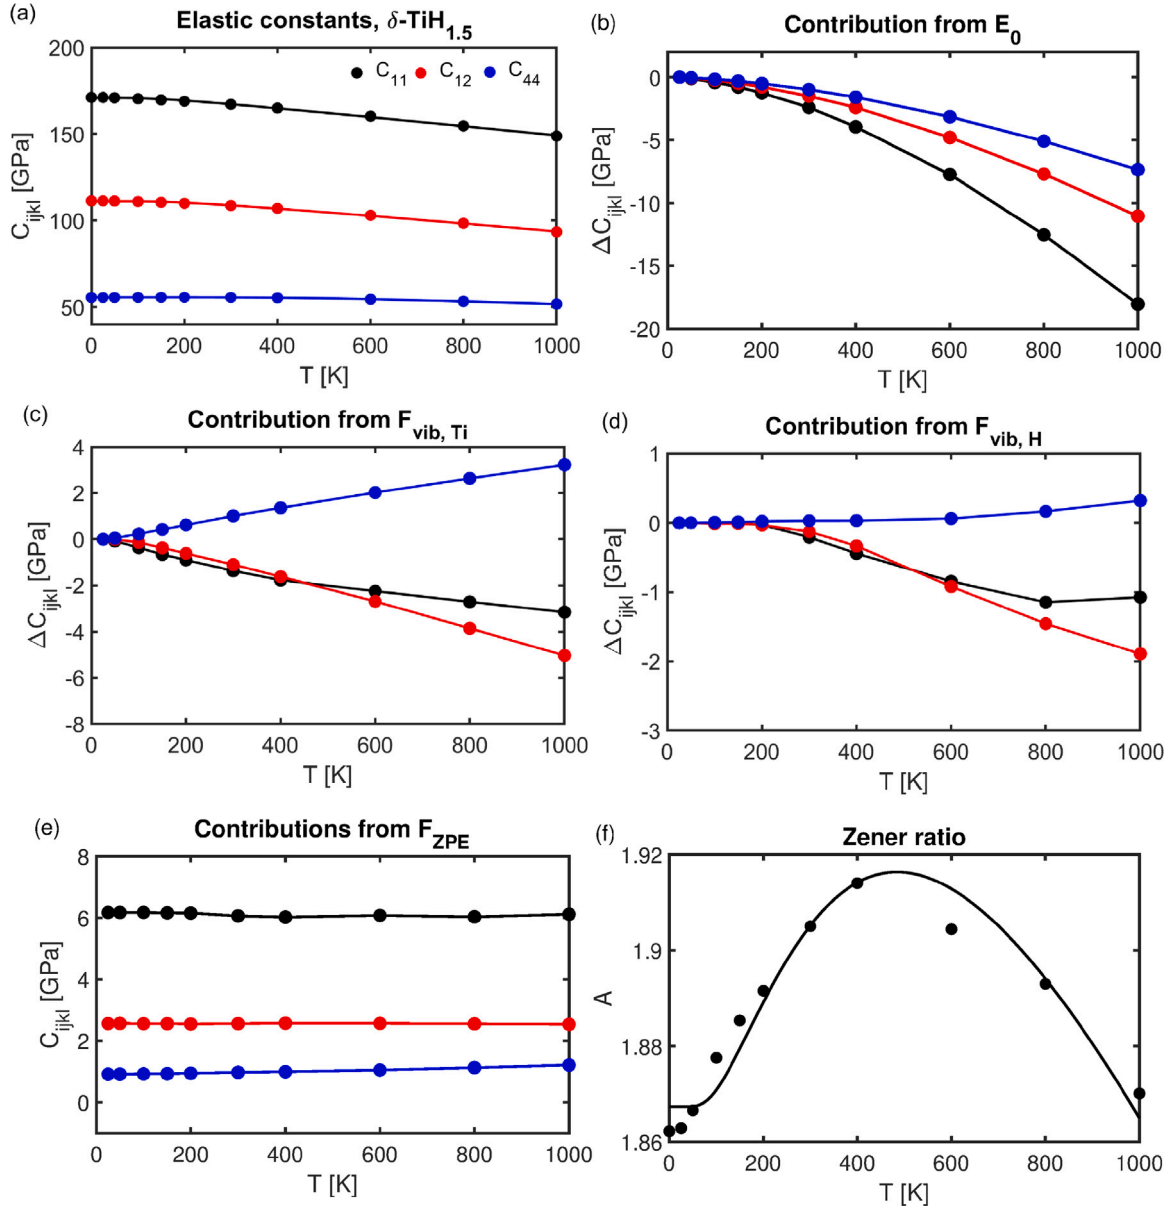 (a)
Elastic constants, δ-TiH1.5
200
150
100
50
C11 C12 C44
Cijkl [GPa]
0 200 400 600 800 1000
T [K]
(b)
Contribution from E0
0
-5
-10
-15
-20
ΔCijkl [GPa]
0 200 400 600 800 1000
T [K]
(c)
Contribution from Fvib, Ti
4
2
0
-2
-4
-6
-8
ΔCijkl [GPa]
0 200 400 600 800 1000
T [K]
(d)
Contribution from Fvib, H
1
0
-1
-2
-3
ΔCijkl [GPa]
0 200 400 600 800 1000
T [K]
(e)
Contributions from FZPE
8
6
4
2
0
Cijkl [GPa]
0 200 400 600 800 1000
T [K]
(f)
Zener ratio
1.92
1.9
1.88
1.86
A
0 200 400 600 800 1000
T [K]